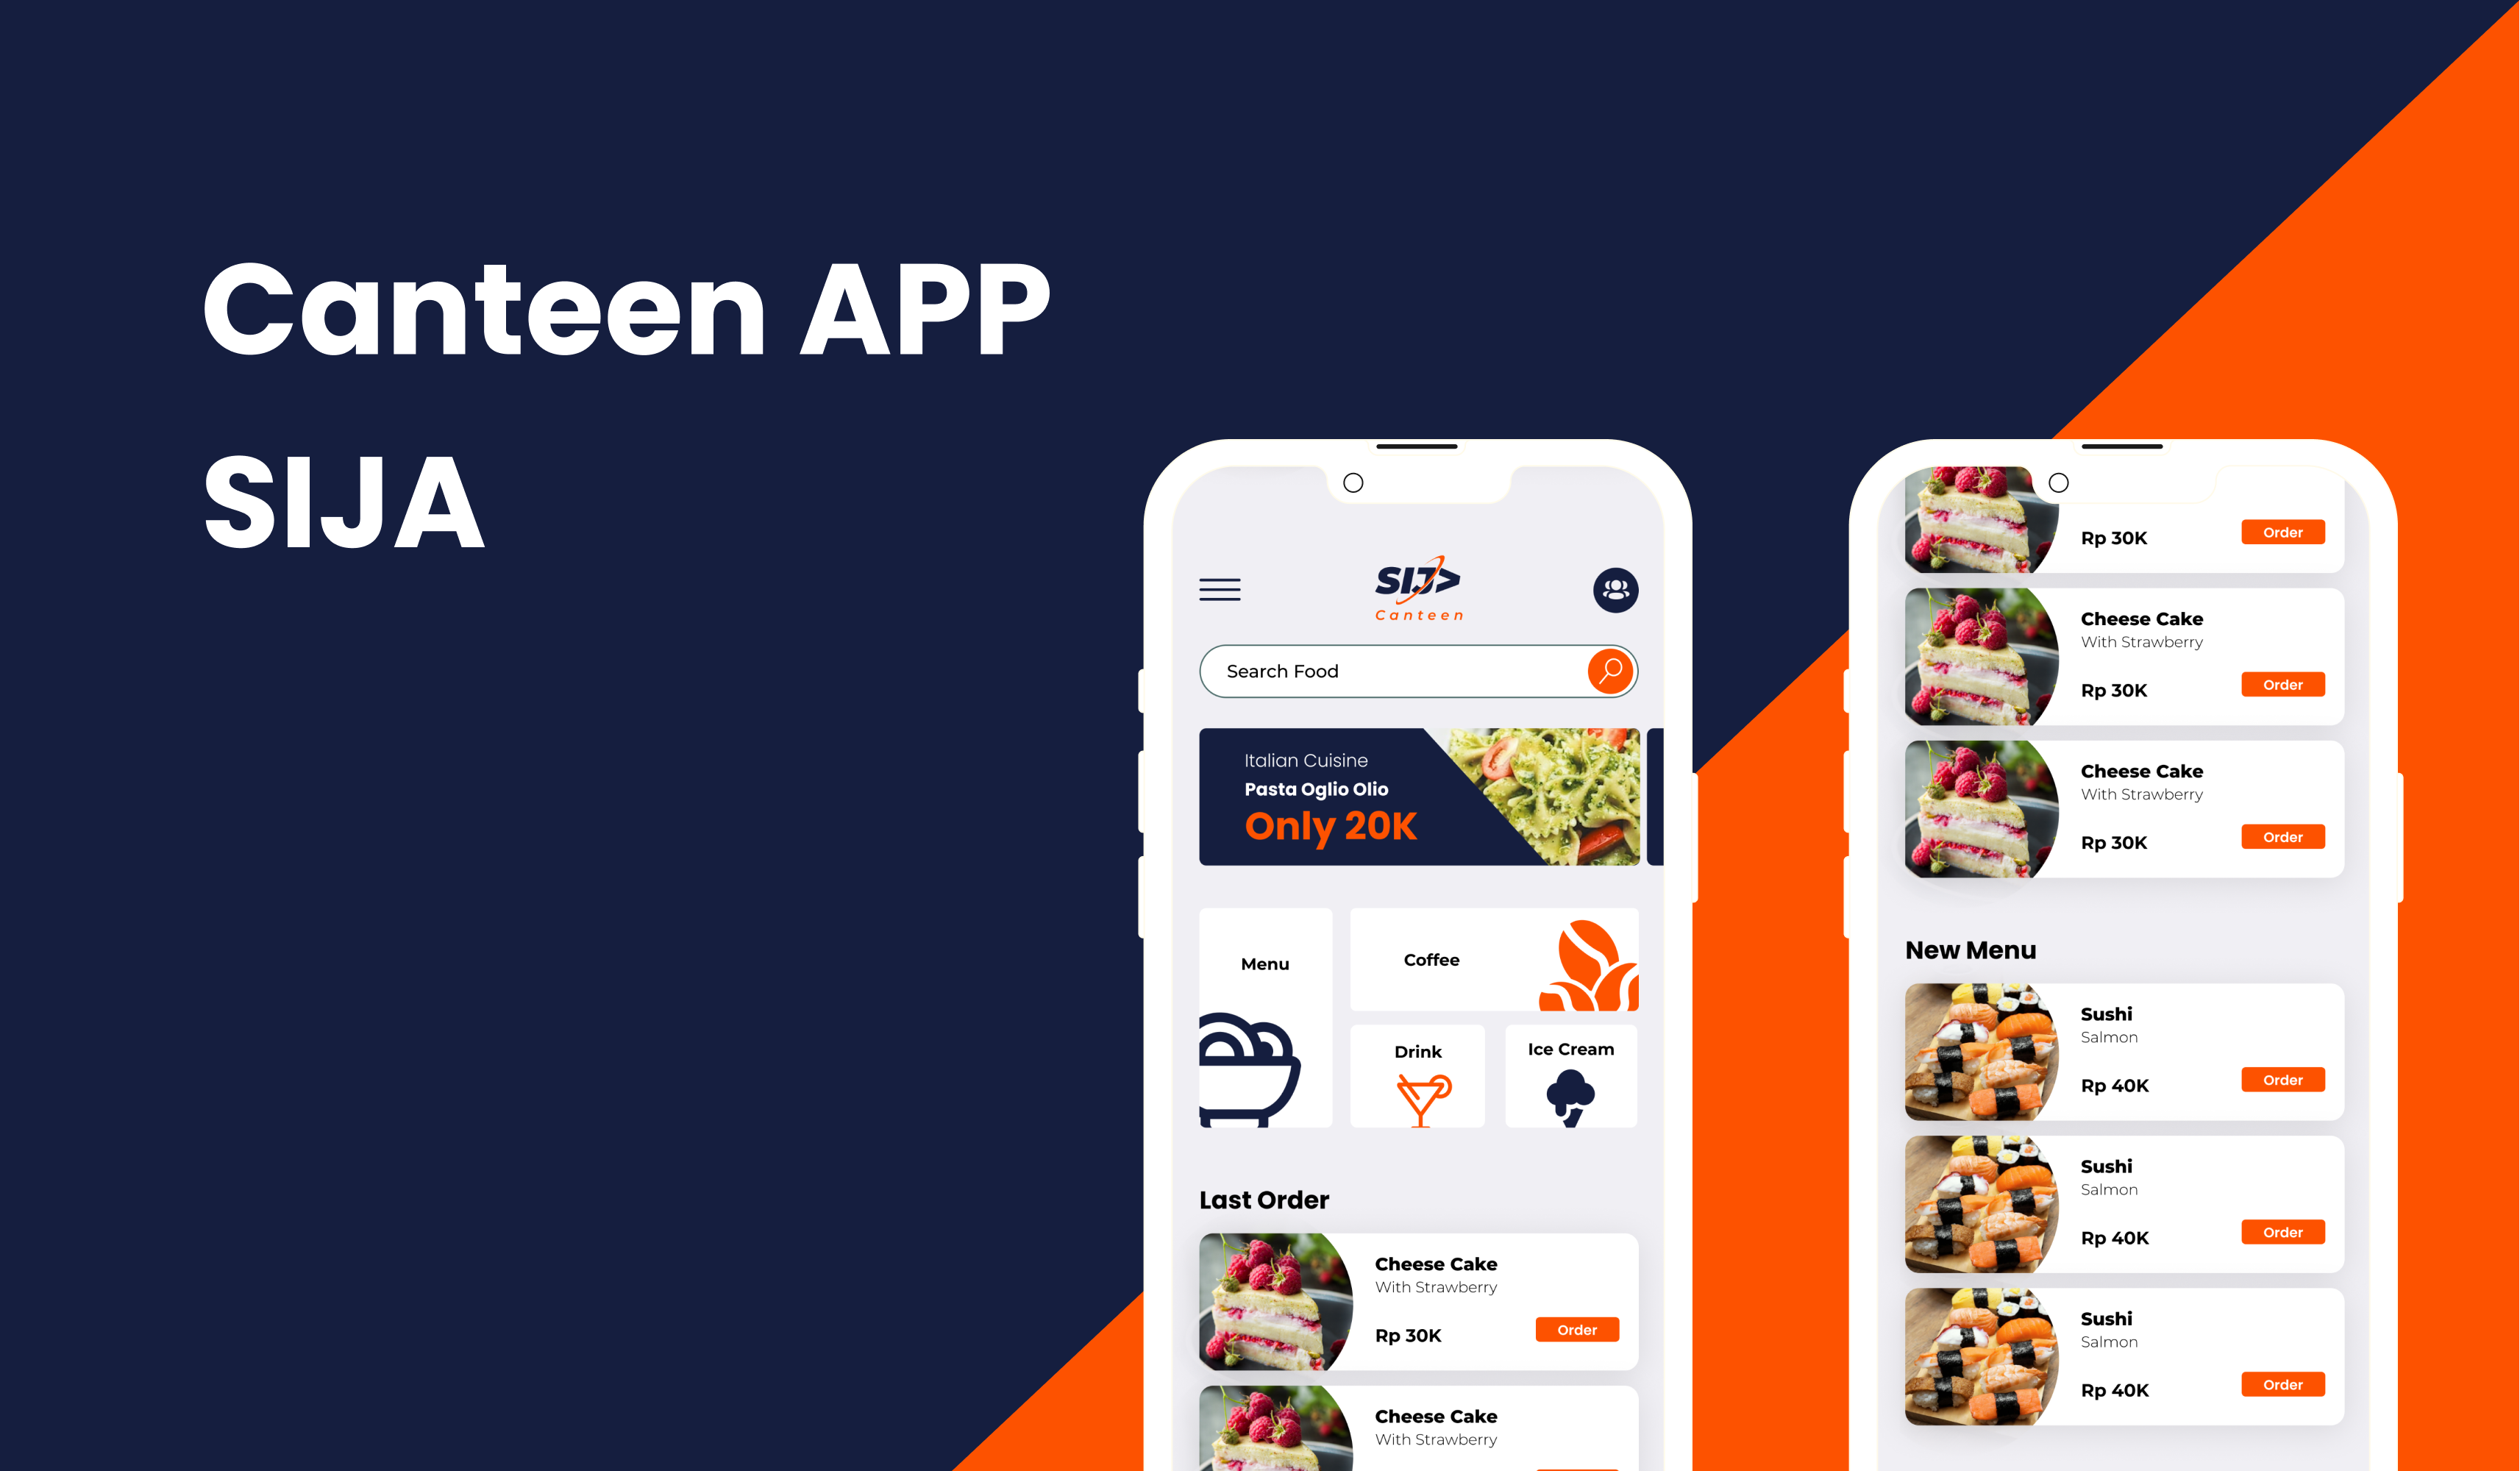 Canteen APP
SIJA
SIJA
Canteen
Search Food
Italian Cuisine
Pasta Oglio Olio
Only 20K
Menu
Coffee
Drink
Ice Cream
Last Order
Cheese Cake
With Strawberry
Rp 30K
Order
Cheese Cake
With Strawberry
Rp 30K
Order
Cheese Cake
With Strawberry
Rp 30K
Order
Cheese Cake
With Strawberry
Rp 30K
Order
New Menu
Sushi
Salmon
Rp 40K
Order
Sushi
Salmon
Rp 40K
Order
Sushi
Salmon
Rp 40K
Order